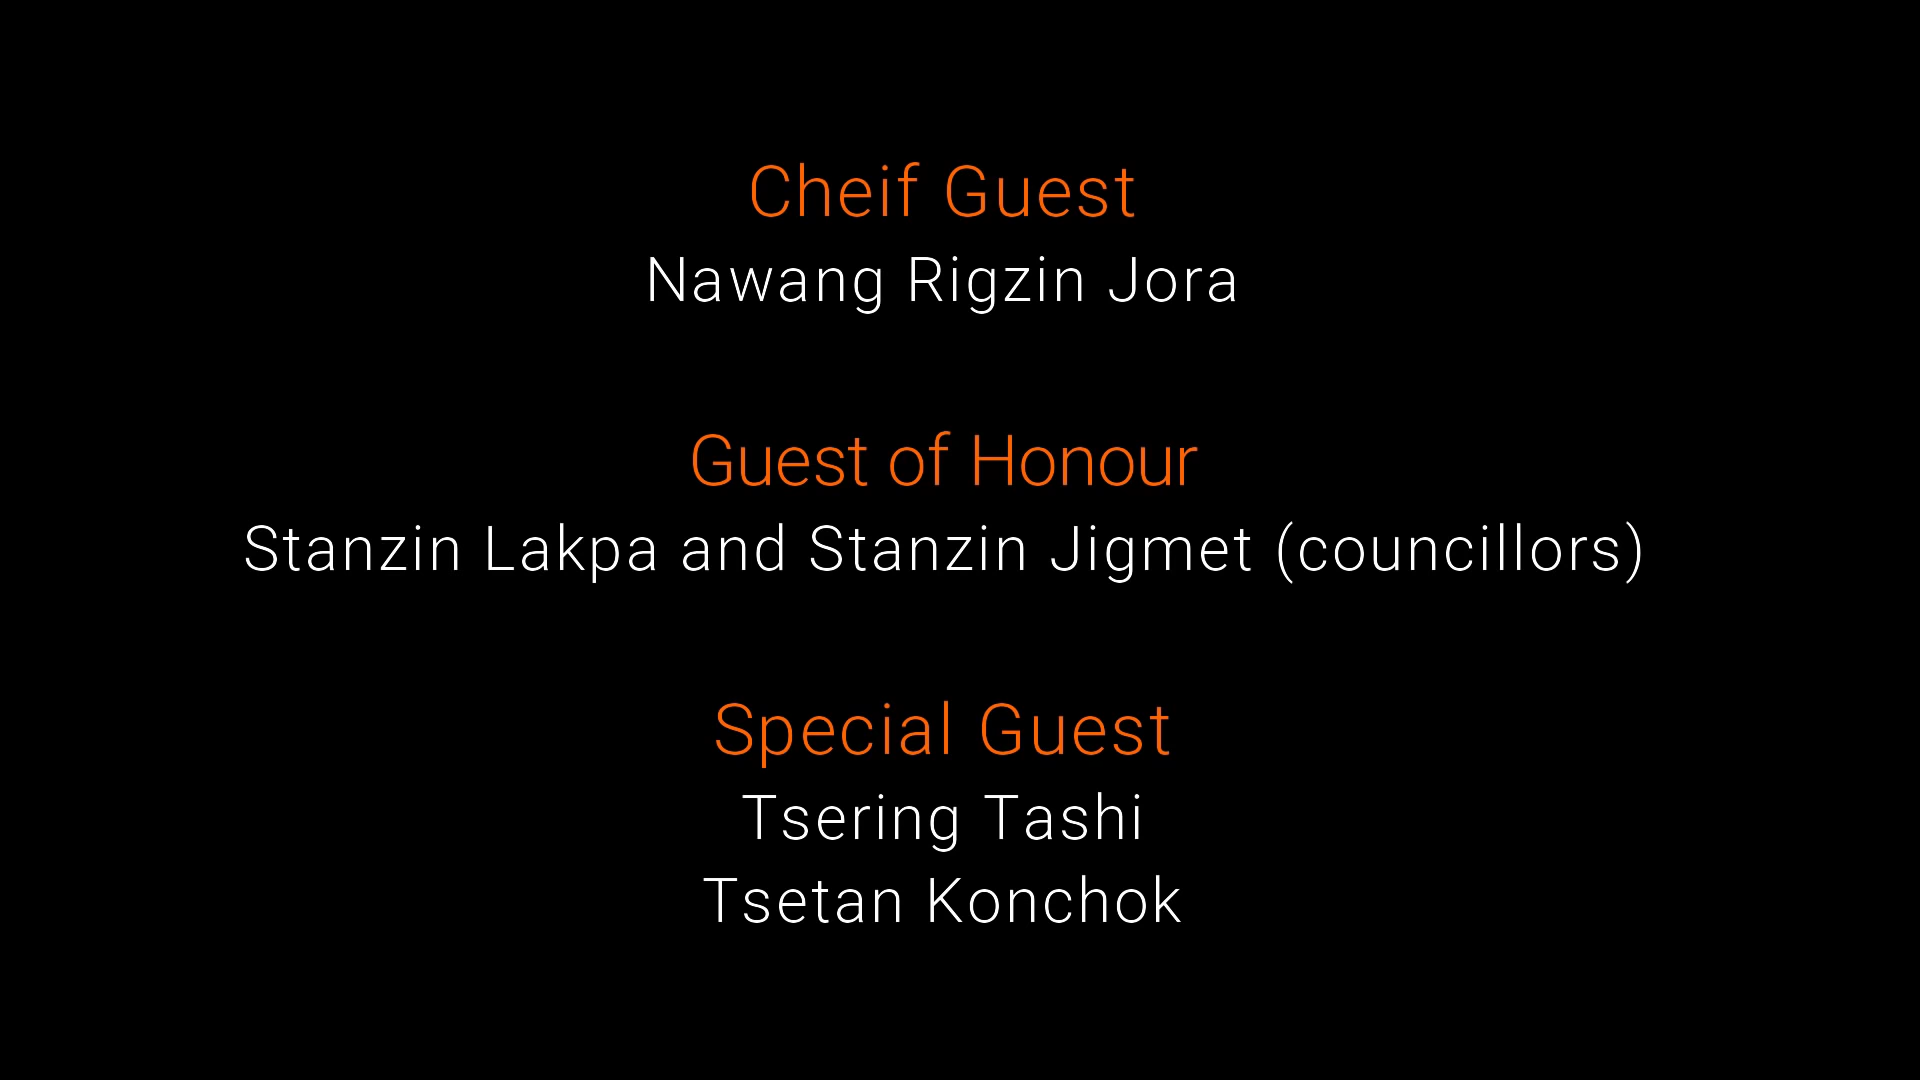 Cheif Guest
Nawang Rigzin Jora
Guest of Honour
Stanzin Lakpa and Stanzin Jigmet (councillors)
Special Guest
Tsering Tashi
Tsetan Konchok